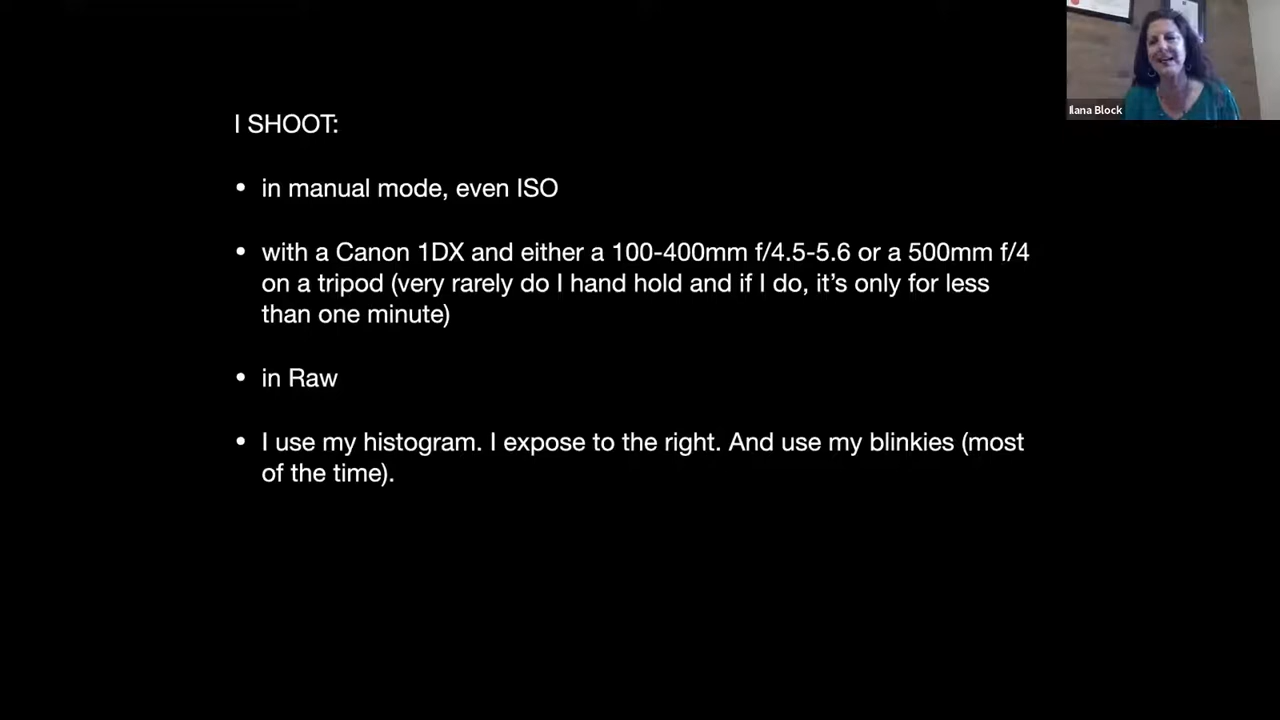 Ilana Block
I SHOOT:
• in manual mode, even ISO
• with a Canon 1DX and either a 100-400mm f/4.5-5.6 or a 500mm f/4
on a tripod (very rarely do I hand hold and if I do, it’s only for less
than one minute)
• in Raw
• I use my histogram. I expose to the right. And use my blinkies (most
of the time).